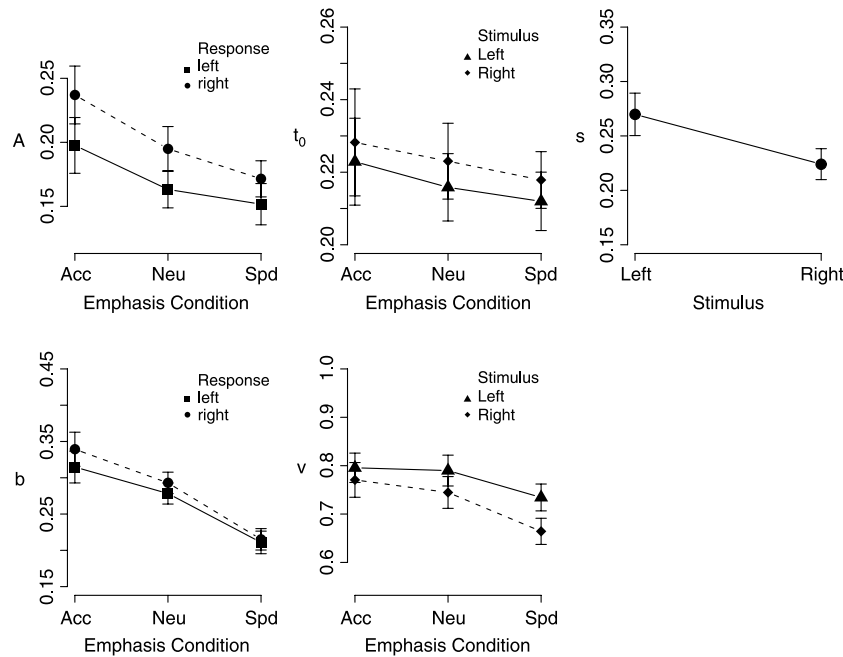 A
0.15
0.20
0.25
Response
left
right
Acc
Neu
Spd
Emphasis Condition
t0
0.20
0.22
0.24
0.26
Stimulus
Left
Right
Acc
Neu
Spd
Emphasis Condition
s
0.15
0.20
0.25
0.30
0.35
Left
Right
Stimulus
b
0.15
0.25
0.35
0.45
Response
left
right
Acc
Neu
Spd
Emphasis Condition
v
0.6
0.7
0.8
0.9
1.0
Stimulus
Left
Right
Acc
Neu
Spd
Emphasis Condition